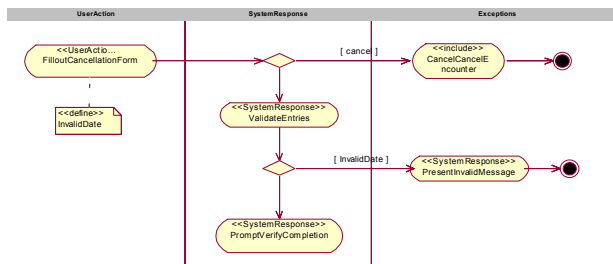 UserAction
SystemResponse
Exceptions
<<UserActio...
FilloutCancellationForm
[ cancel ]
<<include>>
CancelCancelE
ncounter
<<define>>
InvalidDate
<<SystemResponse>>
ValidateEntries
[ InvalidDate ]
<<SystemResponse>>
PresentInvalidMessage
<<SystemResponse>>
PromptVerifyCompletion